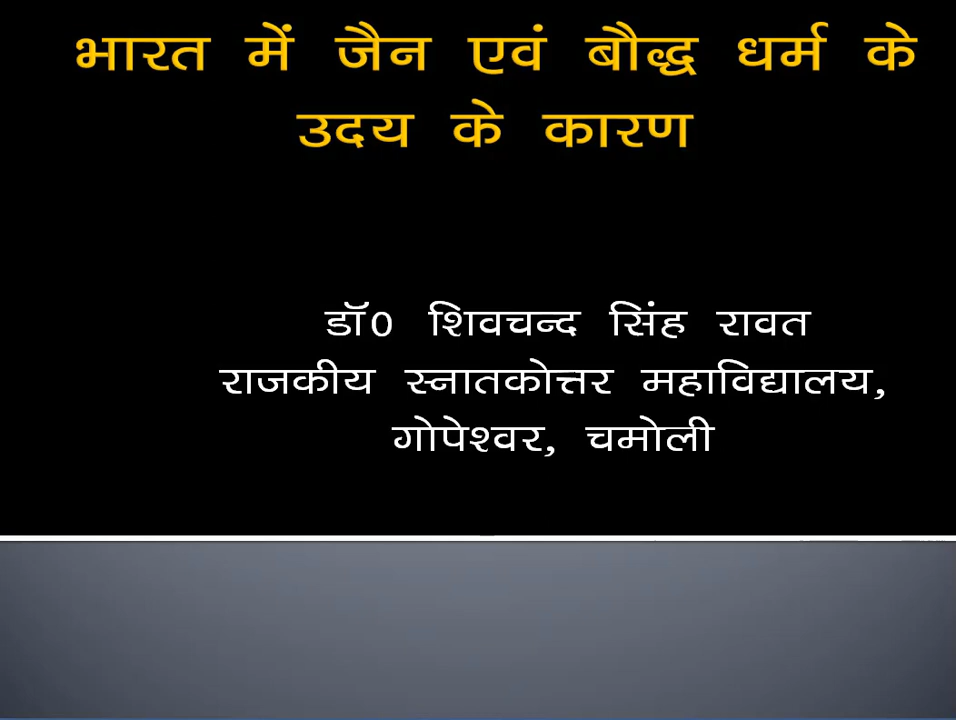 भारत में जैन एवं बौद्ध धर्म के
उदय के कारण
डॉ0 शिवचन्द सिंह रावत
राजकीय स्नातकोत्तर महाविद्यालय,
गोपेश्वर, चमोली